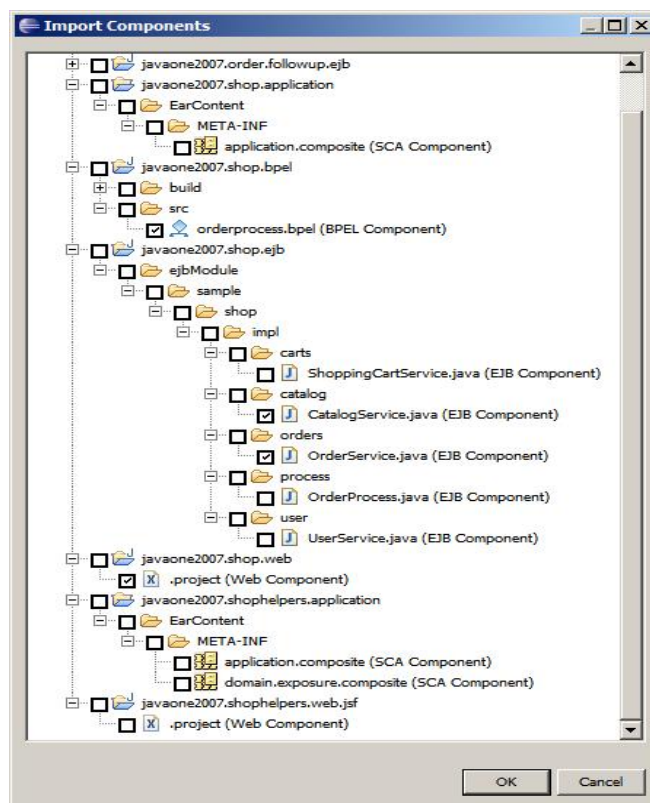 Import Components
javaone2007.order.followup.ejb
javaone2007.shop.application
EarContent
META-INF
application.composite (SCA Component)
javaone2007.shop.bpel
build
src
orderprocess.bpel (BPEL Component)
javaone2007.shop.ejb
ejbModule
sample
shop
impl
carts
ShoppingCartService.java (EJB Component)
catalog
CatalogService.java (EJB Component)
orders
OrderService.java (EJB Component)
process
OrderProcess.java (EJB Component)
user
UserService.java (EJB Component)
javaone2007.shop.web
.project (Web Component)
javaone2007.shophelpers.application
EarContent
META-INF
application.composite (SCA Component)
domain.exposure.composite (SCA Component)
javaone2007.shophelpers.web.jsf
.project (Web Component)
OK Cancel